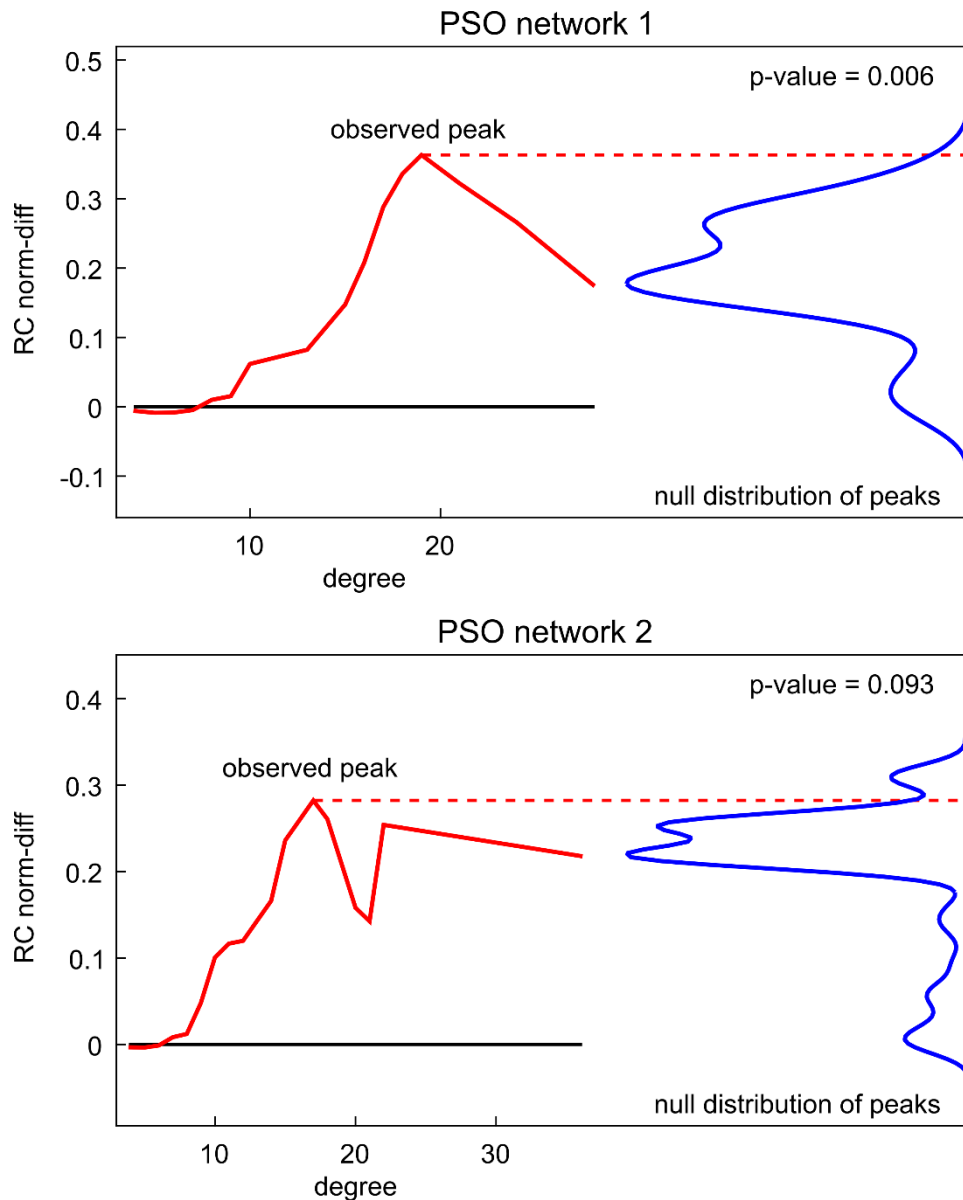 PSO network 1
0.5
p-value = 0.006
0.4
observed peak
0.3
RC norm-diff
0.2
0.1
0
-0.1
null distribution of peaks
10
20
degree
PSO network 2
0.4
p-value = 0.093
observed peak
0.3
RC norm-diff
0.2
0.1
0
null distribution of peaks
10
20
30
degree